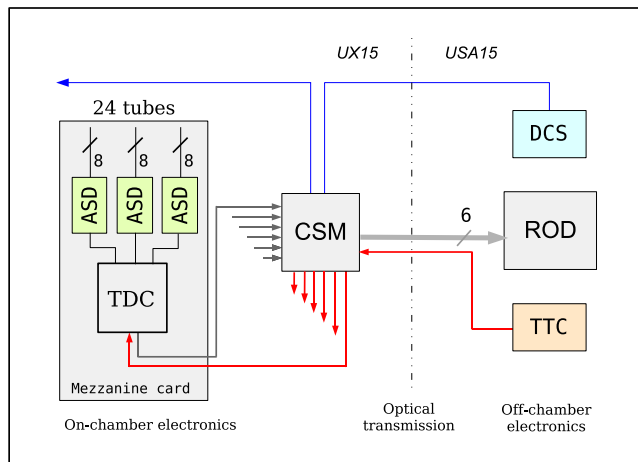 UX15
USA15
24 tubes
8
8
8
ASD
ASD
ASD
TDC
Mezzanine card
On-chamber electronics
CSM
6
DCS
ROD
TTC
Optical
transmission
Off-chamber
electronics